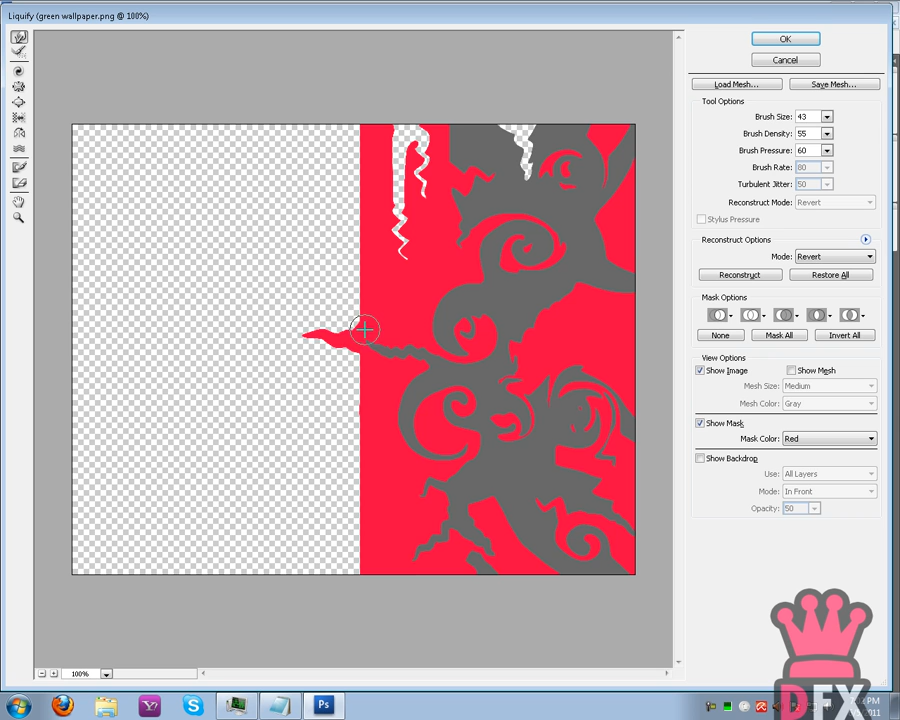 Liquify (green wallpaper.png @ 100%)
OK
Cancel
Load Mesh...
Save Mesh...
Tool Options
Brush Size: 43
Brush Density: 55
Brush Pressure: 60
Brush Rate: 80
Turbulent Jitter: 50
Reconstruct Mode: Revert
Stylus Pressure
Reconstruct Options
Mode: Revert
Reconstruct
Restore All
Mask Options
None
Mask All
Invert All
View Options
Show Image
Show Mesh
Mesh Size: Medium
Mesh Color: Gray
Show Mask
Mask Color: Red
Show Backdrop
Use: All Layers
Mode: In Front
Opacity: 50
100%
Ps
DFX